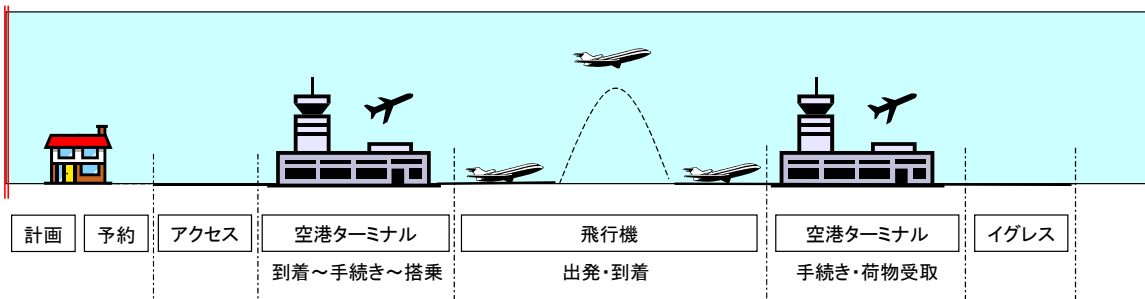 計画 予約 アクセス 空港ターミナル 飛行機 空港ターミナル イグレス
到着～手続き～搭乗 出発・到着 手続き・荷物受取